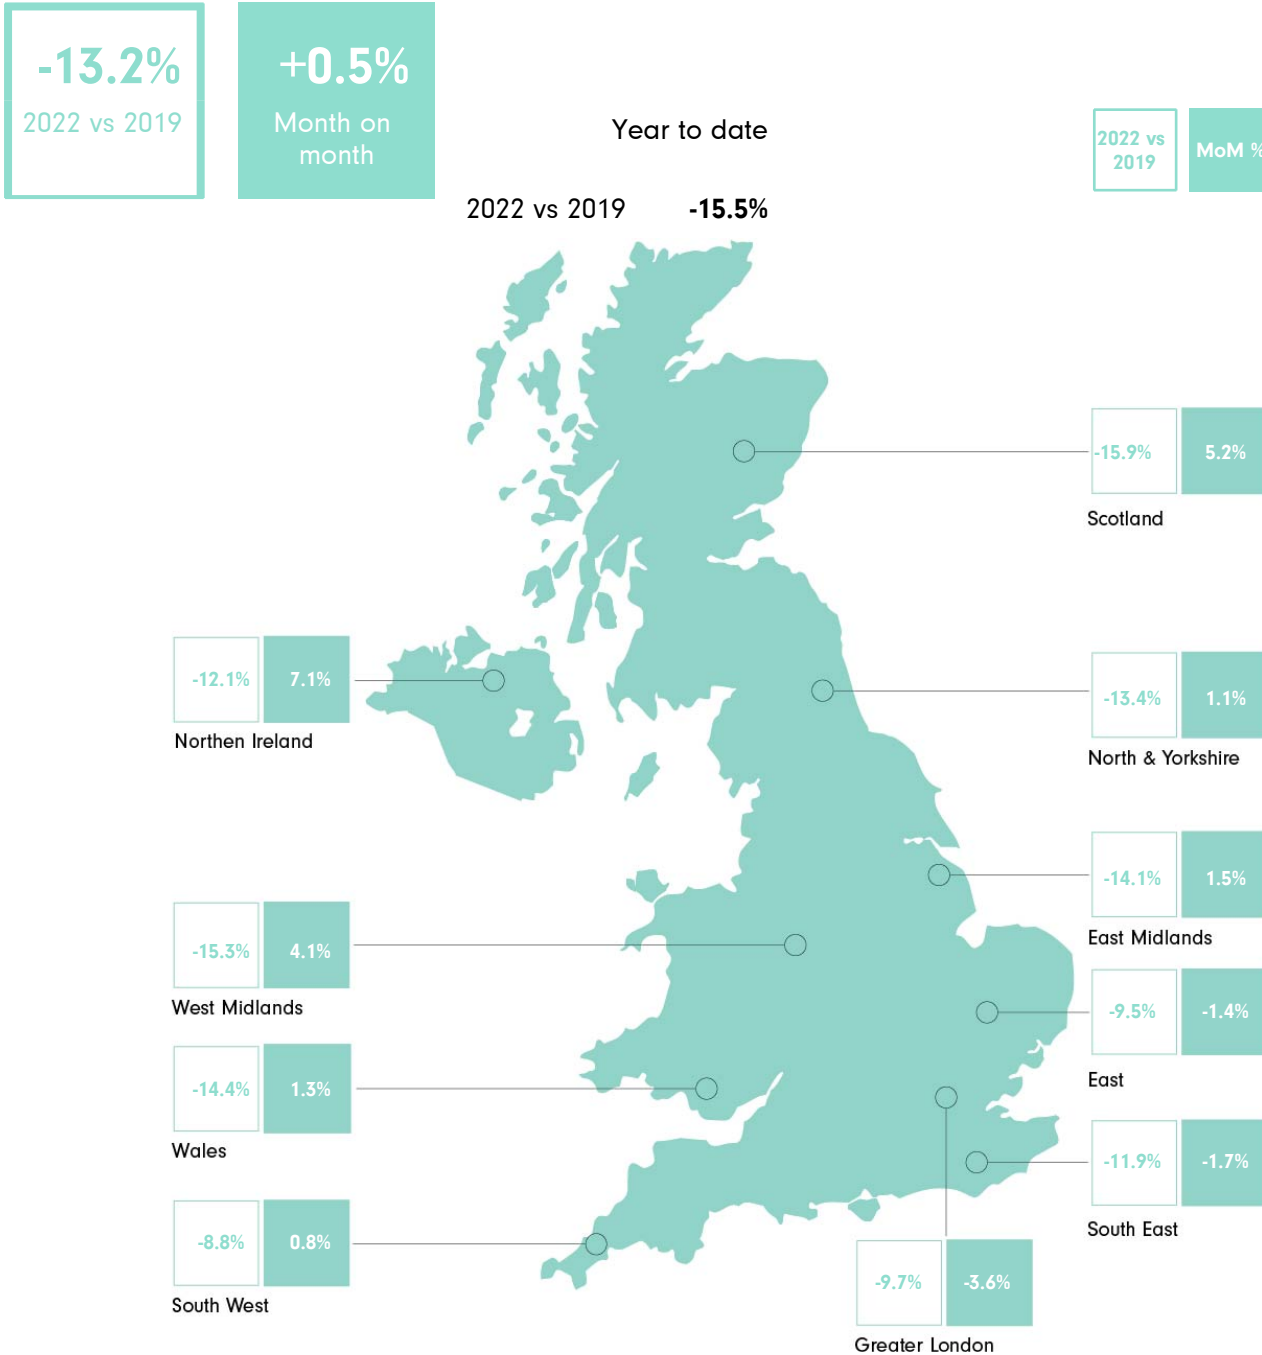 -13.2%
2022 vs 2019
+0.5%
Month on
month
Year to date
2022 vs 2019 -15.5%
2022 vs
2019
MoM %
-15.9% 5.2%
Scotland
-12.1% 7.1%
Northen Ireland
-13.4% 1.1%
North & Yorkshire
-14.1% 1.5%
East Midlands
-15.3% 4.1%
West Midlands
-9.5% -1.4%
East
-14.4% 1.3%
Wales
-11.9% -1.7%
South East
-8.8% 0.8%
South West
-9.7% -3.6%
Greater London